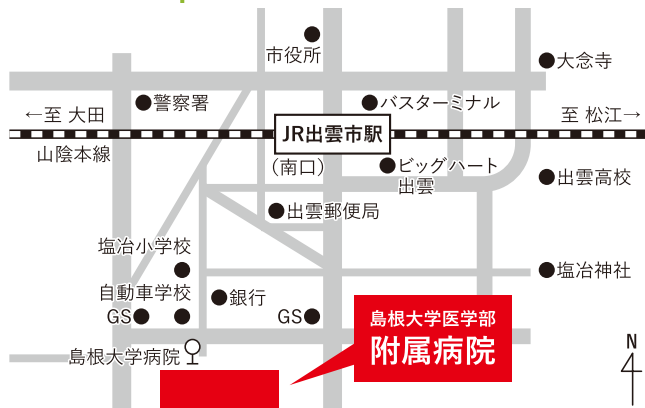 市役所
大念寺
警察署
バスターミナル
←至 大田
至 松江→
JR出雲市駅
山陰本線
（南口）
ビッグハート
出雲
出雲高校
出雲郵便局
塩冶小学校
塩冶神社
自動車学校
銀行
GS
GS
島根大学医学部
附属病院
島根大学病院
N